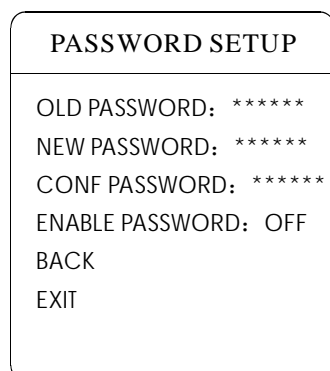 PASSWORD SETUP
OLD PASSWORD：******
NEW PASSWORD：******
CONF PASSWORD：******
ENABLE PASSWORD：OFF
BACK
EXIT